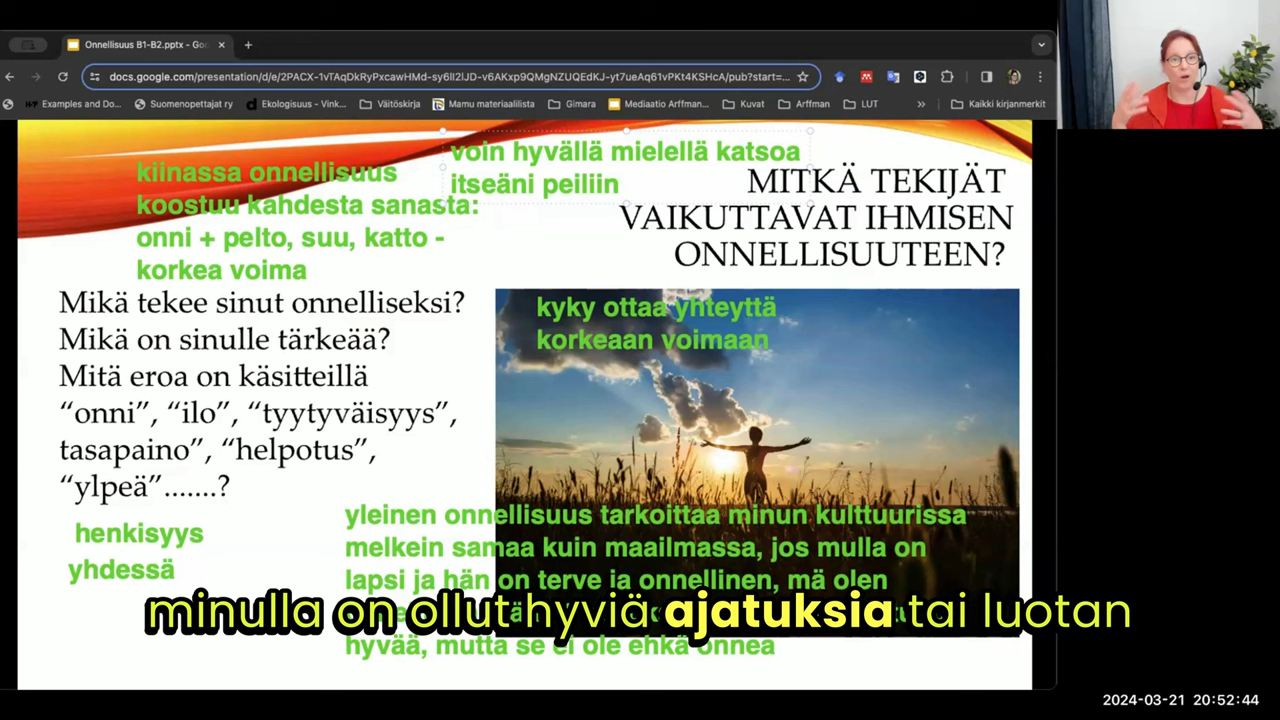 Onnellisuus B1-B2.pptx - Goo
docs.google.com/presentation/d/e/2PACX-1vTAqDkRyPxcawHMd-sy6Il2lJD-v6AKxp9QMgNZUQEdKJ-yt7ueAq61vPKt4KSHcA/pub?start=...
Examples and Do... Suomenopettajat ry Ekologisuus - Vink... Väitöskirja Mamu materiaalilista Gimara Mediaatio Arffman... Kuvat Arffman LUT » Kaikki kirjanmerkit
voin hyvällä mielellä katsoa
itseäni peiliin
kiinassa onnellisuus
koostuu kahdesta sanasta:
onni + pelto, suu, katto -
korkea voima
MITKÄ TEKIJÄT
VAIKUTTAVAT IHMISEN
ONNELLISUUTEEN?
Mikä tekee sinut onnelliseksi?
Mikä on sinulle tärkeää?
Mitä eroa on käsitteillä
“onni”, “ilo”, “tyytyväisyys”,
tasapaino”, “helpotus”,
“ylpeä”.......?
kyky ottaa yhteyttä
korkeaan voimaan
henkisyys
yhdessä
yleinen onnellisuus tarkoittaa minun kulttuurissa
melkein samaa kuin maailmassa, jos mulla on
lapsi ja hän on terve ja onnellinen, mä olen
hyvää, mutta se ei ole ehkä onnea
minulla on ollut hyviä ajatuksia tai luotan
2024-03-21 20:52:44